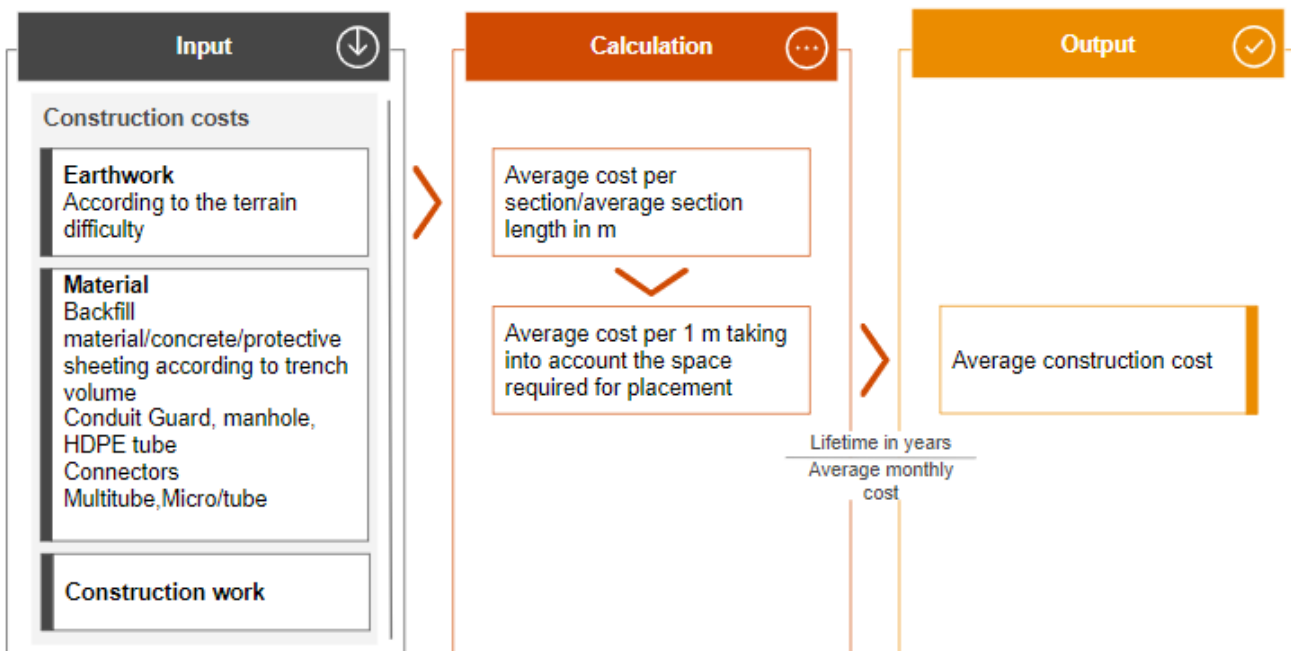 Input
Construction costs
Earthwork
According to the terrain
difficulty
Material
Backfill
material/concrete/protective
sheeting according to trench
volume
Conduit Guard, manhole,
HDPE tube
Connectors
Multitube,Micro/tube
Construction work
Calculation
Average cost per
section/average section
length in m
Average cost per 1 m taking
into account the space
required for placement
Lifetime in years
Average monthly
cost
Output
Average construction cost